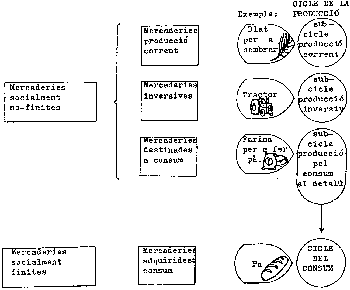 CICLE DE LA
Exemple: PRODUCCIÓ
Mercaderies
producció
corrent
Blat
per a
sembrar
sub-
cicle
producció
corrent
Mercaderies
socialment
no-finites
Mercaderies
inversives
Tractor
sub-
cicle
producció
inversiu
Mercaderies
destinades
a consum
Farina
per a fer
pà
sub-
cicle
producció
pel
consum
al detall
Mercaderies
socialment
finites
Mercaderies
adquirides
consum
Pa
CICLE
DEL
CONSUM